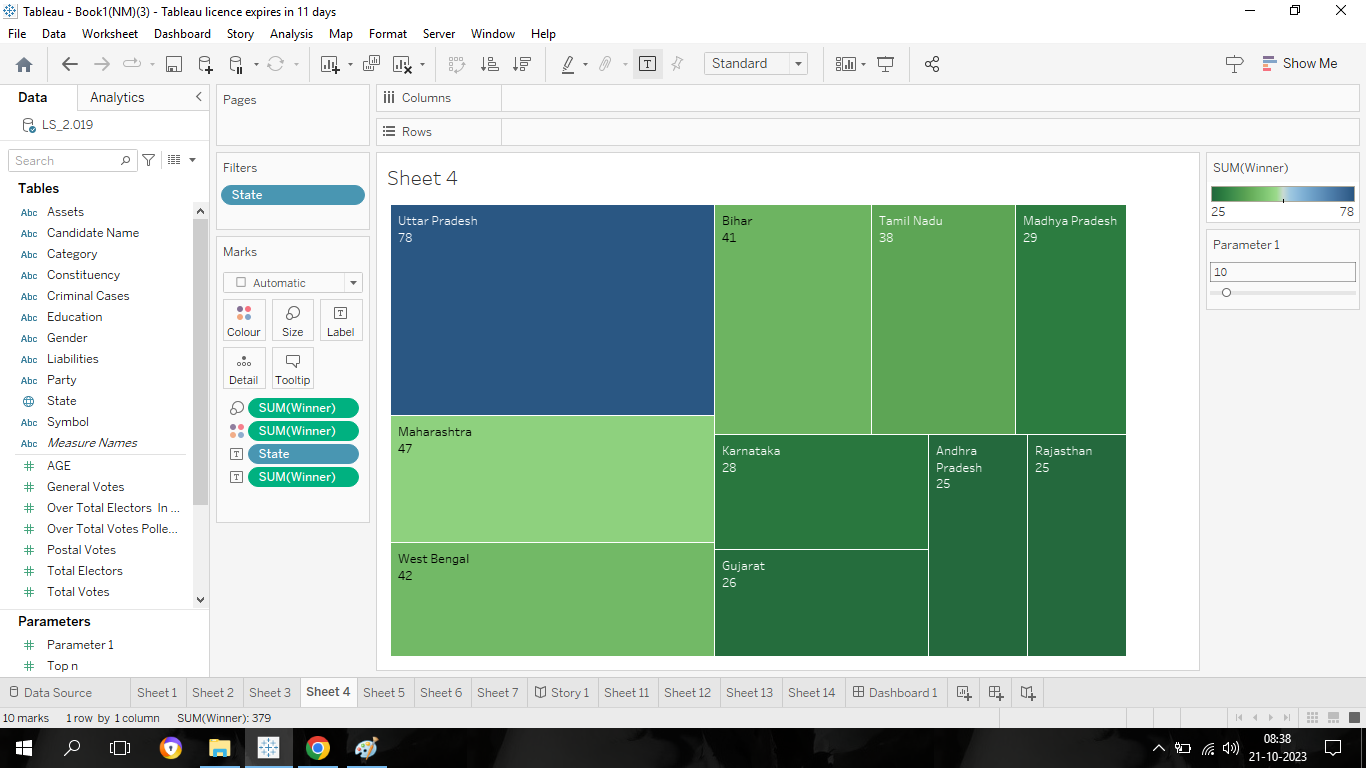 Tableau - Book1(NM)(3) - Tableau licence expires in 11 days
File Data Worksheet Dashboard Story Analysis Map Format Server Window Help
Standard Show Me
Data Analytics
LS_2.019
Search
Tables
Abc Assets
Abc Candidate Name
Abc Category
Abc Constituency
Abc Criminal Cases
Abc Education
Abc Gender
Abc Liabilities
Abc Party
State
Abc Symbol
Abc Measure Names
# AGE
# General Votes
# Over Total Electors In ...
# Over Total Votes Polle...
# Postal Votes
# Total Electors
# Total Votes
Parameters
# Parameter 1
# Top n
Pages
Filters
State
Marks
Automatic
Colour Size Label
Detail Tooltip
SUM(Winner)
SUM(Winner)
State
SUM(Winner)
Columns
Rows
Sheet 4
Uttar Pradesh
78
Maharashtra
47
West Bengal
42
Bihar
41
Tamil Nadu
38
Madhya Pradesh
29
Karnataka
28
Gujarat
26
Andhra
Pradesh
25
Rajasthan
25
SUM(Winner)
25 78
Parameter 1
10
Data Source Sheet 1 Sheet 2 Sheet 3 Sheet 4 Sheet 5 Sheet 6 Sheet 7 Story 1 Sheet 11 Sheet 12 Sheet 13 Sheet 14 Dashboard 1
10 marks 1 row by 1 column SUM(Winner): 379
08:38
21-10-2023